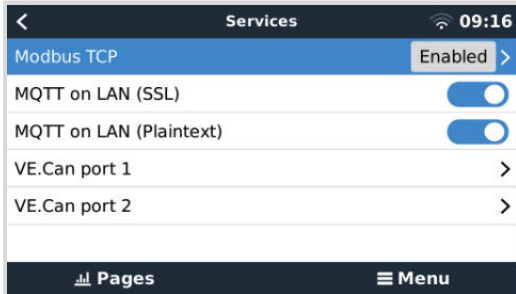 Services 09:16
Modbus TCP Enabled
MQTT on LAN (SSL)
MQTT on LAN (Plaintext)
VE.Can port 1
VE.Can port 2
Pages Menu